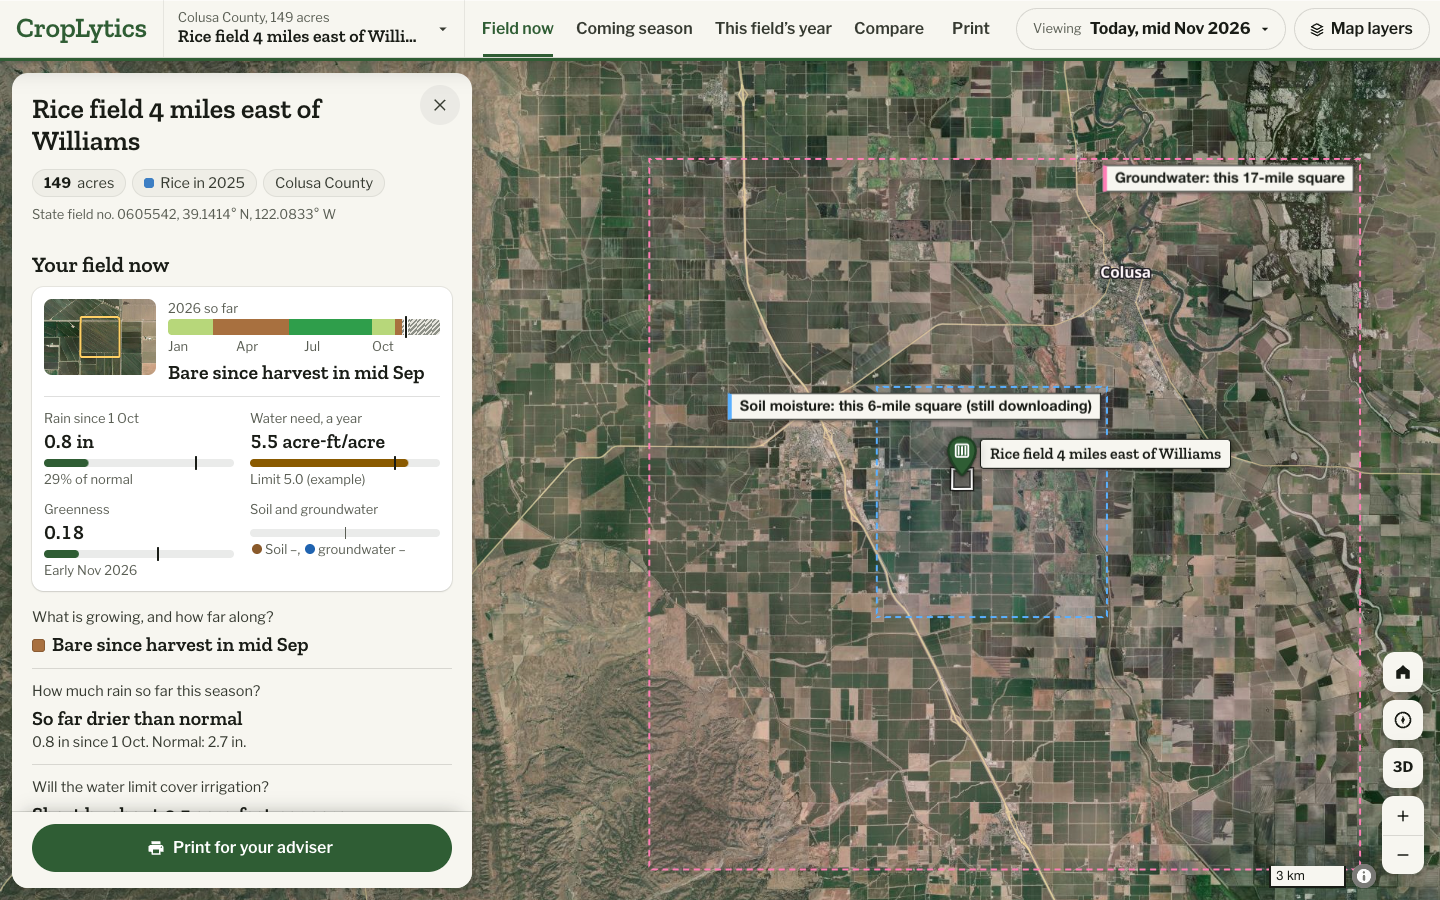 CropLytics
Colusa County, 149 acres
Rice field 4 miles east of Willi...
Field now
Coming season
This field's year
Compare
Print
Viewing Today, mid Nov 2026
Map layers
Rice field 4 miles east of
Williams
149 acres
Rice in 2025
Colusa County
State field no. 0605542, 39.1414° N, 122.0833° W
Your field now
2026 so far
Jan Apr Jul Oct
Bare since harvest in mid Sep
Rain since 1 Oct
0.8 in
29% of normal
Water need, a year
5.5 acre-ft/acre
Limit 5.0 (example)
Greenness
0.18
Early Nov 2026
Soil and groundwater
Soil –, groundwater –
What is growing, and how far along?
Bare since harvest in mid Sep
How much rain so far this season?
So far drier than normal
0.8 in since 1 Oct. Normal: 2.7 in.
Will the water limit cover irrigation?
Print for your adviser
Groundwater: this 17-mile square
Colusa
Soil moisture: this 6-mile square (still downloading)
Rice field 4 miles east of Williams
3D
+
−
3 km